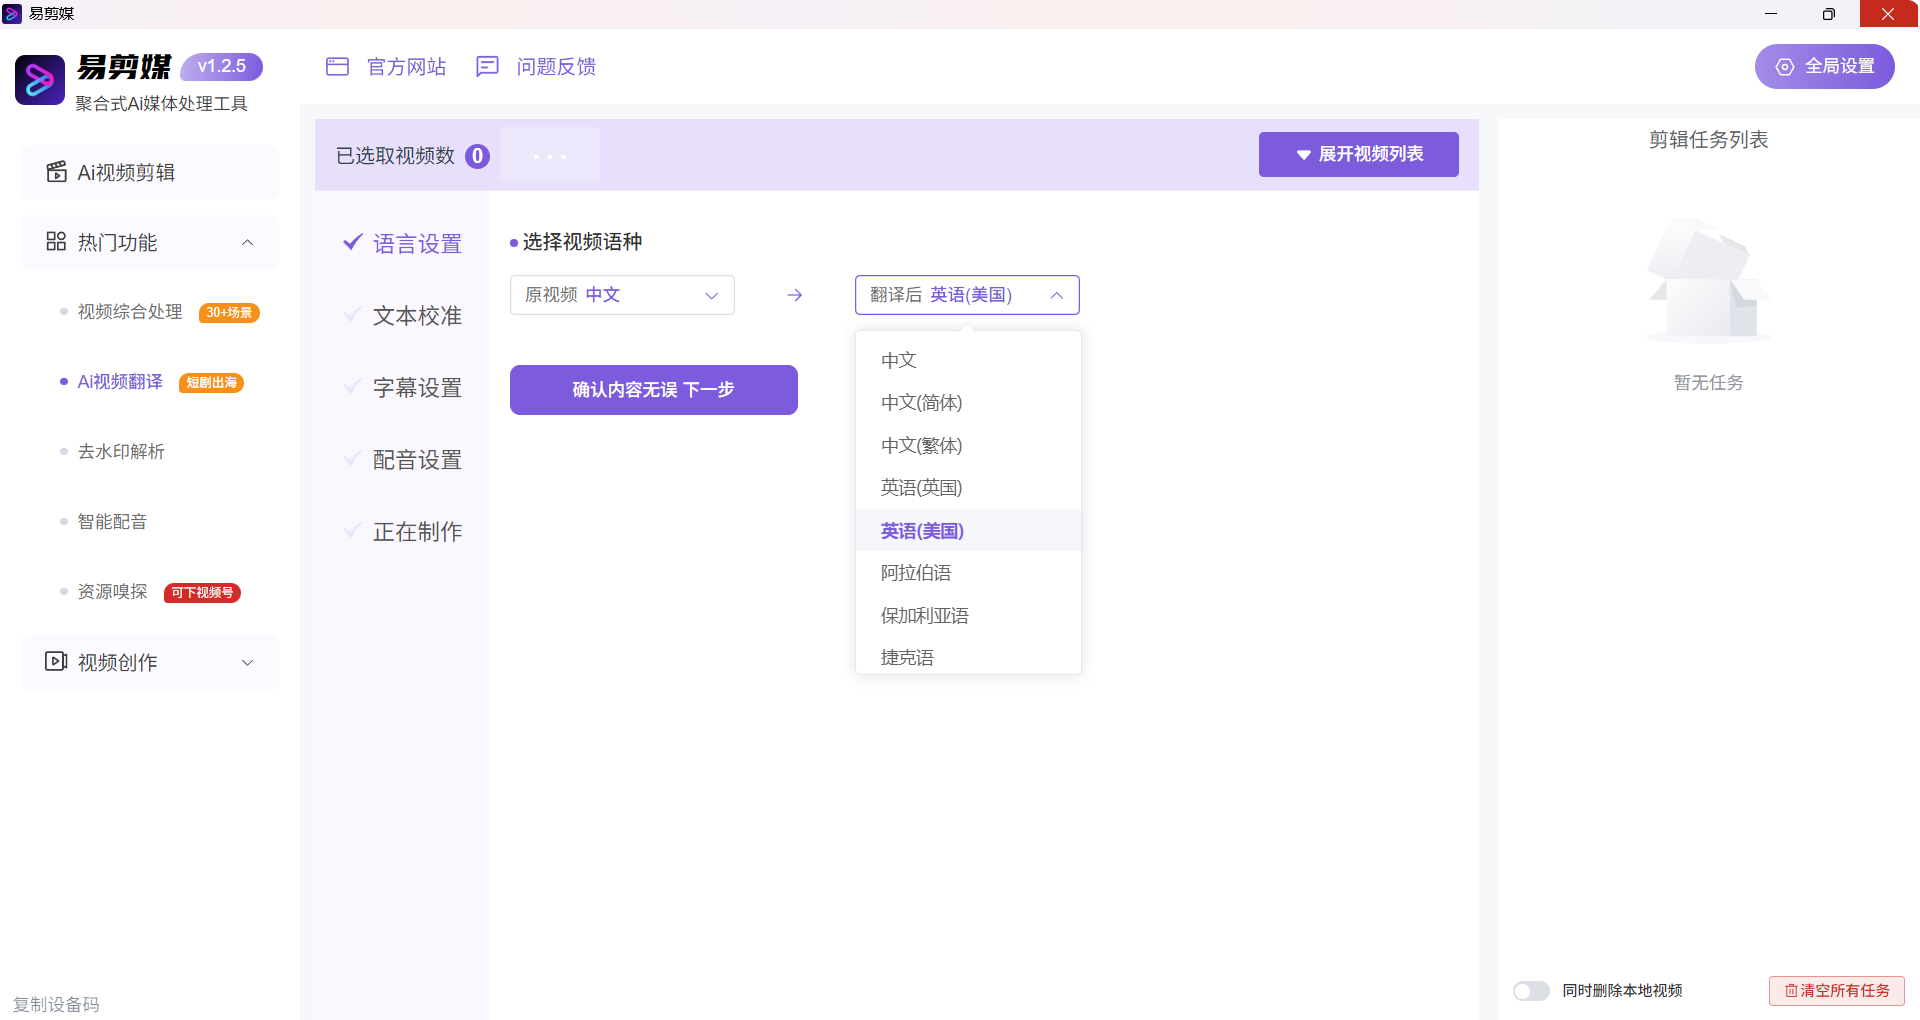 易剪媒
易剪媒 v1.2.5
聚合式Ai媒体处理工具
官方网站 问题反馈
全局设置
Ai视频剪辑
热门功能
视频综合处理 30+场景
Ai视频翻译 短剧出海
去水印解析
智能配音
资源嗅探 可下视频号
视频创作
复制设备码
已选取视频数 0 ...
展开视频列表
语言设置
文本校准
字幕设置
配音设置
正在制作
选择视频语种
原视频 中文
翻译后 英语(美国)
确认内容无误 下一步
中文
中文(简体)
中文(繁体)
英语(英国)
英语(美国)
阿拉伯语
保加利亚语
捷克语
剪辑任务列表
暂无任务
同时删除本地视频
清空所有任务